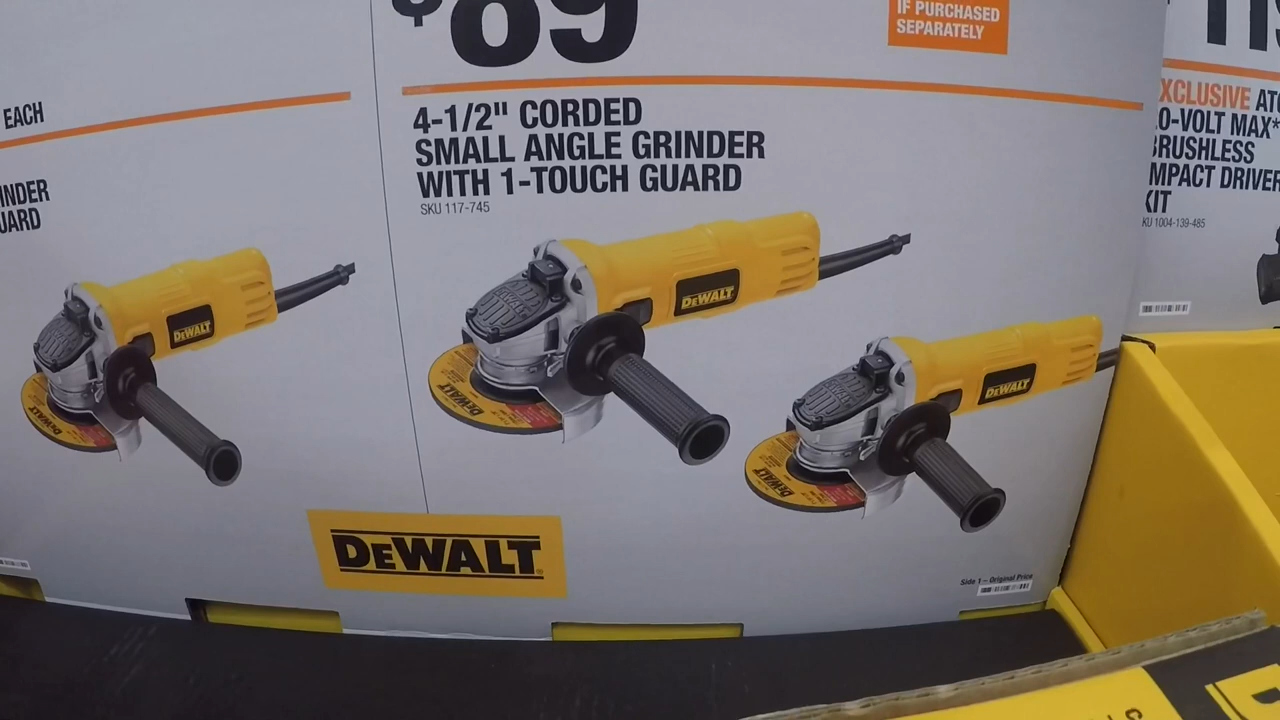 EACH
$89
IF PURCHASED
SEPARATELY
4-1/2" CORDED
SMALL ANGLE GRINDER
WITH 1-TOUCH GUARD
SKU 117-745
XCLUSIVE
0-VOLT MAX*
BRUSHLESS
MPACT DRIVER
KIT
KU 1004-139-485
INDER
UARD
DEWALT
DEWALT
DEWALT
DEWALT
DEWALT
DEWALT
DEWALT
Side 1 – Original Price